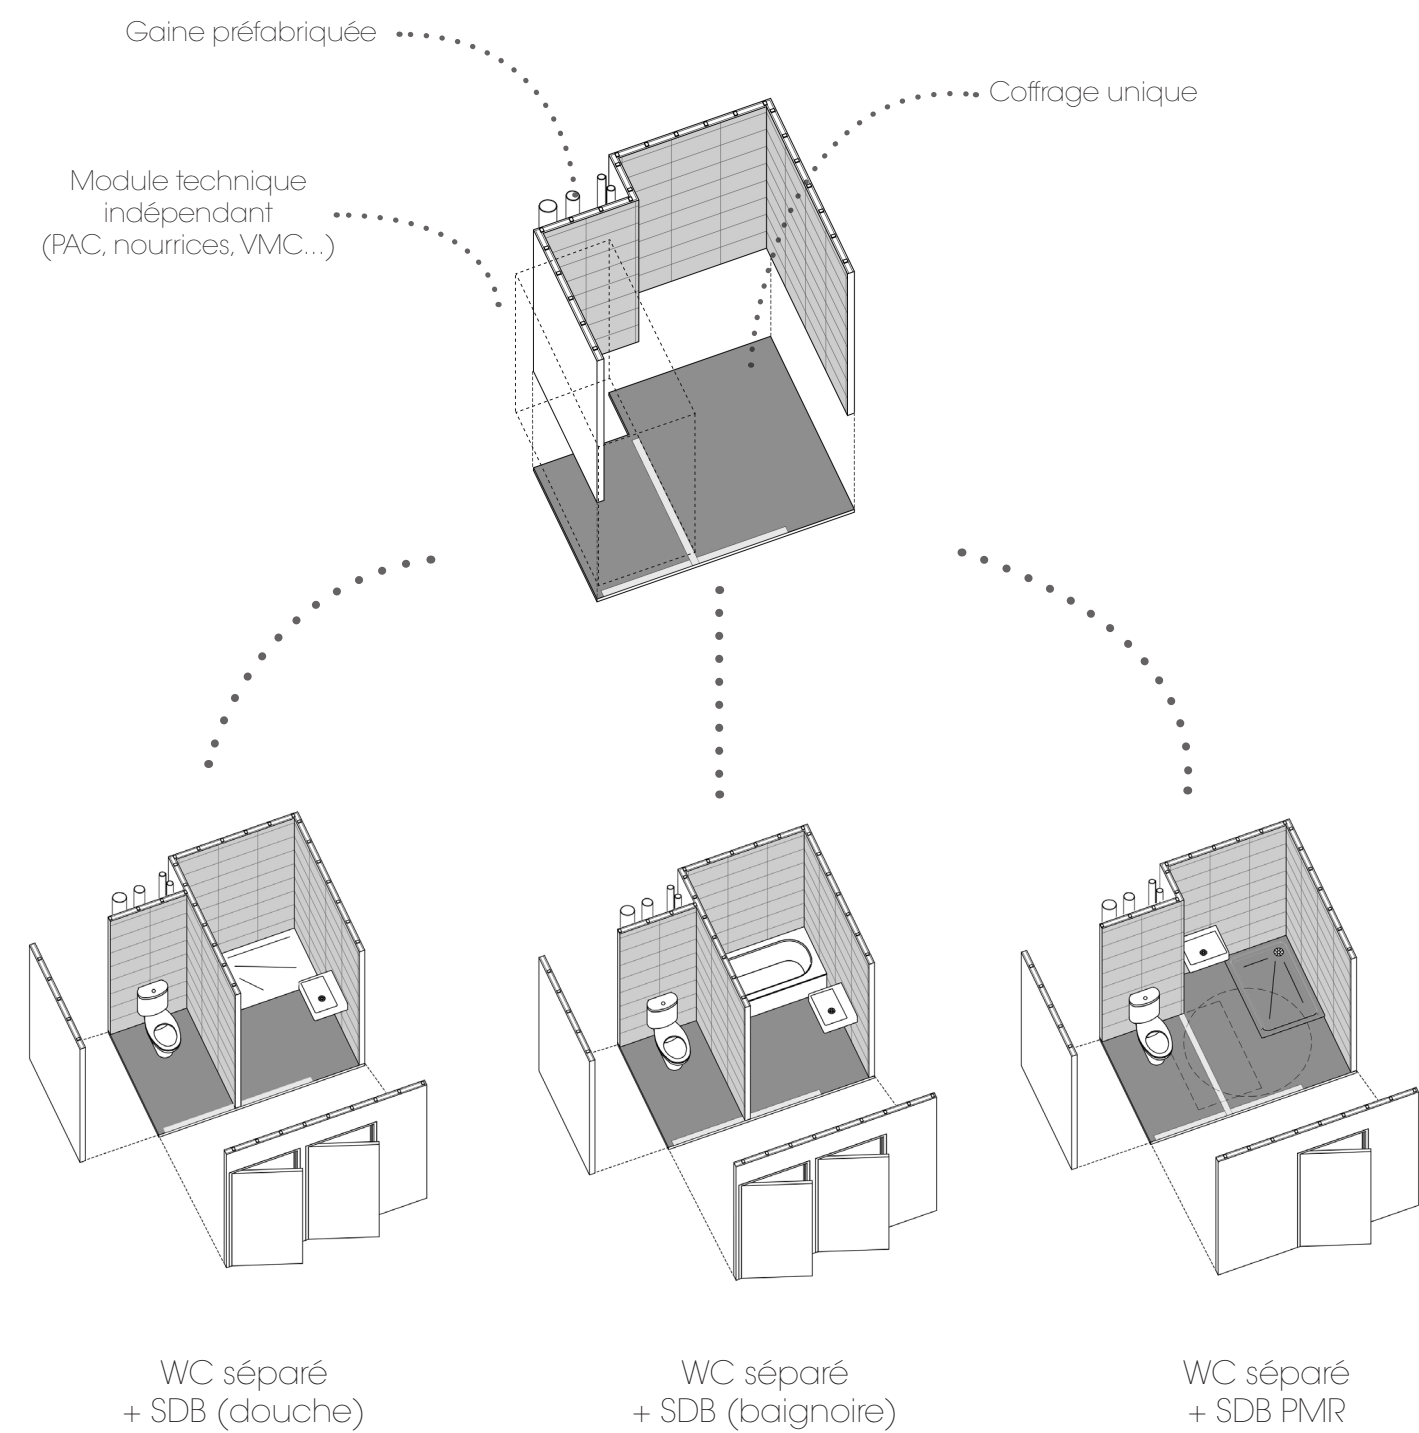 Gaine préfabriquée
Coffrage unique
Module technique
indépendant
(PAC, nourrices, VMC...)
WC séparé
+ SDB (douche)
WC séparé
+ SDB (baignoire)
WC séparé
+ SDB PMR